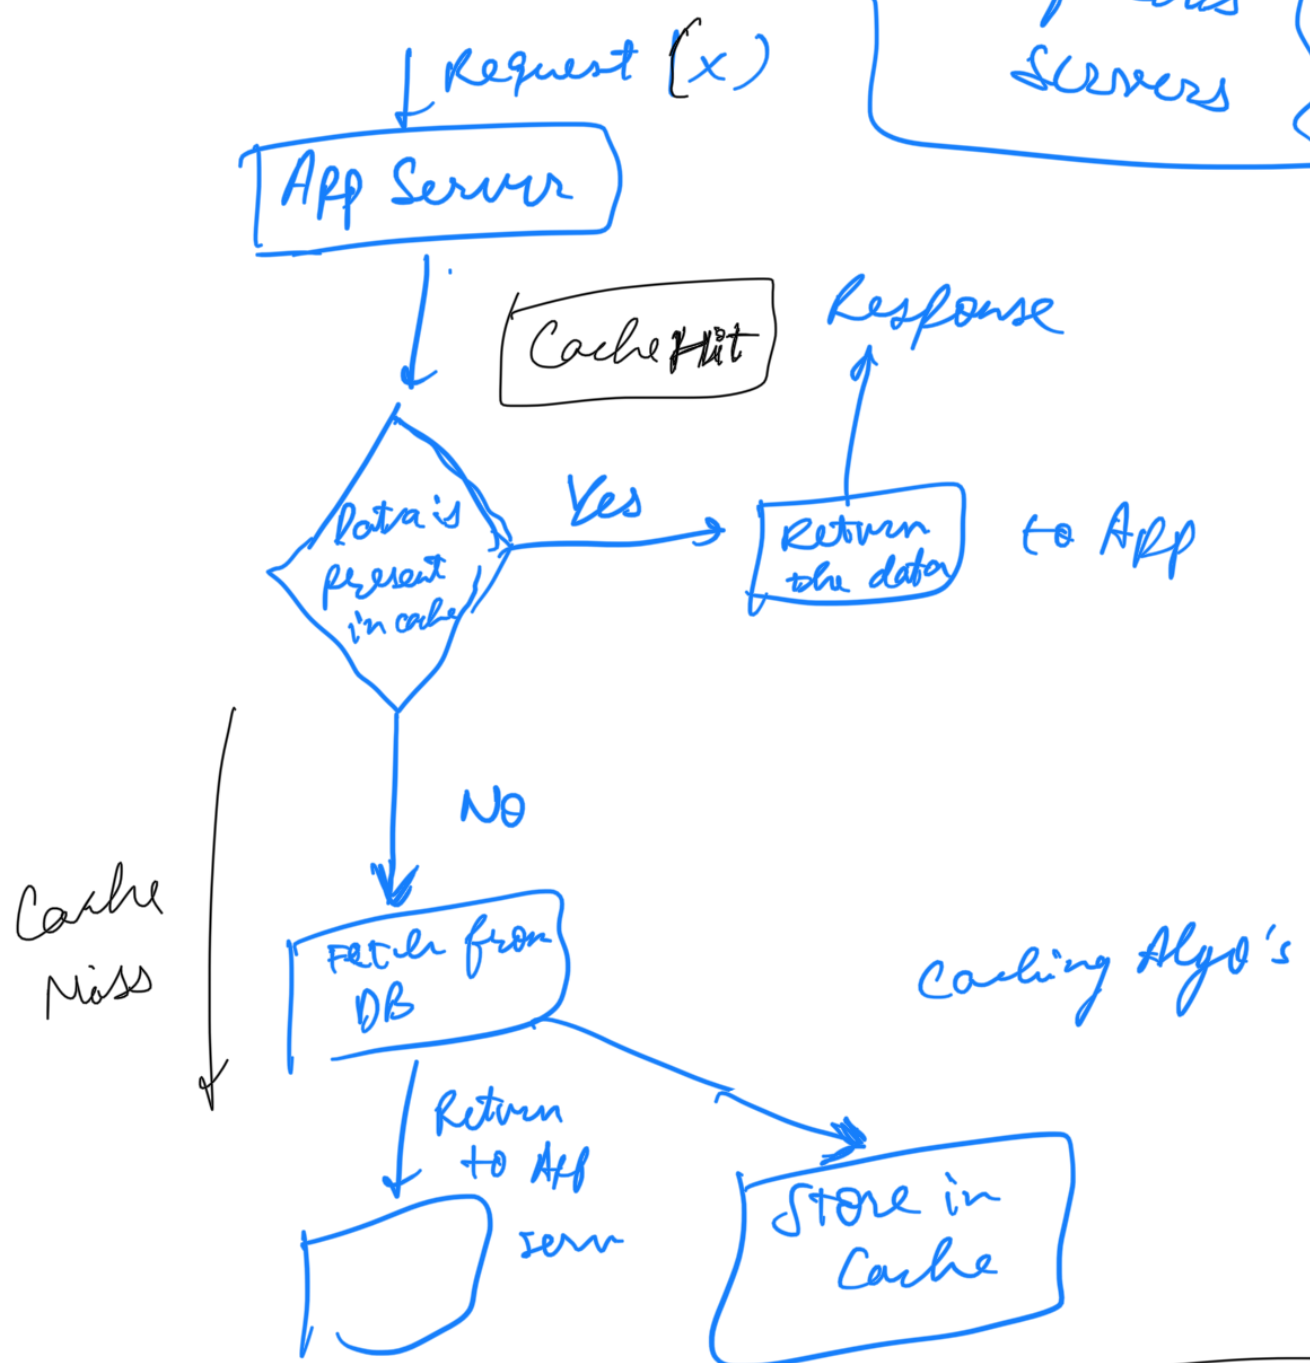 Servers
Request (x)
App Server
Cache Hit
Response
Yes
Data is
present
in cache
Return
the data
to App
No
Cache
Miss
Fetch from
DB
Caching Algo's
Return
to App
serv
Store in
Cache